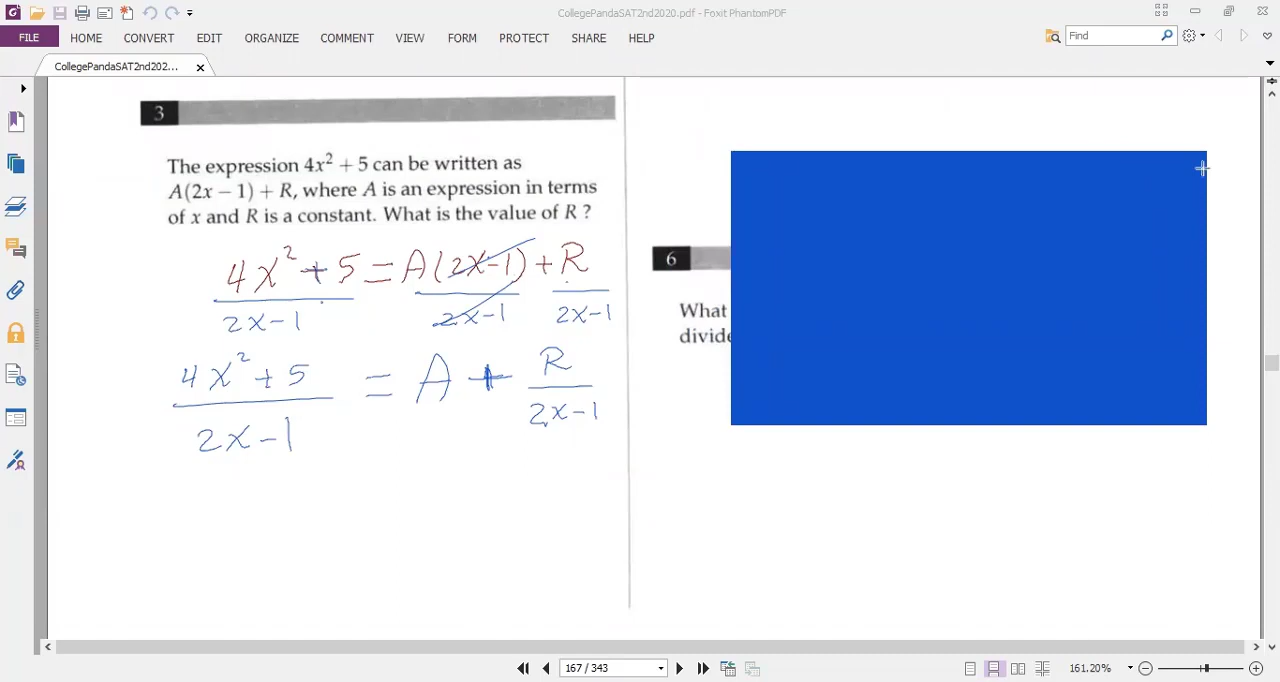 CollegePandaSAT2nd2020.pdf - Foxit PhantomPDF
FILE HOME CONVERT EDIT ORGANIZE COMMENT VIEW FORM PROTECT SHARE HELP
Find
CollegePandaSAT2nd202...
3
The expression 4x² + 5 can be written as
A(2x − 1) + R, where A is an expression in terms
of x and R is a constant. What is the value of R ?
4x² + 5 = A(2x-1) + R
2x-1 2x-1 2x-1
4x² + 5 = A + R
2x-1 2x-1
6
What
divide
167 / 343
161.20%